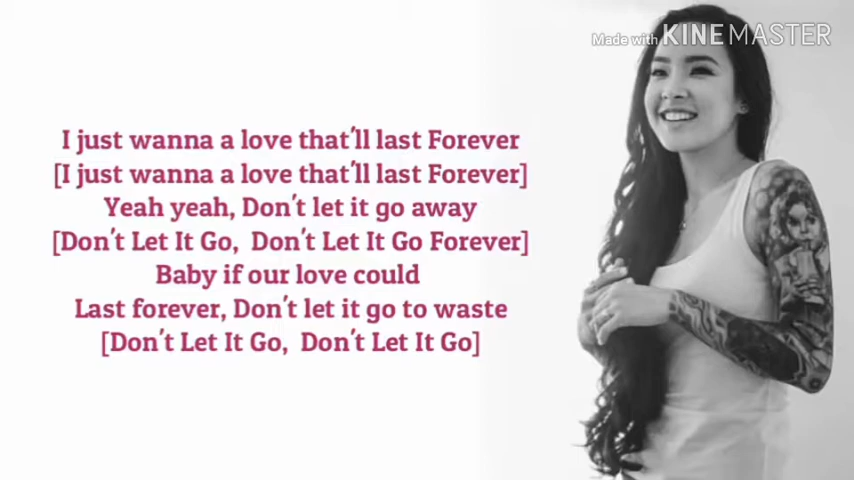 Made with KINEMASTER
I just wanna a love that'll last Forever
[I just wanna a love that'll last Forever]
Yeah yeah, Don't let it go away
[Don't Let It Go, Don't Let It Go Forever]
Baby if our love could
Last forever, Don't let it go to waste
[Don't Let It Go, Don't Let It Go]